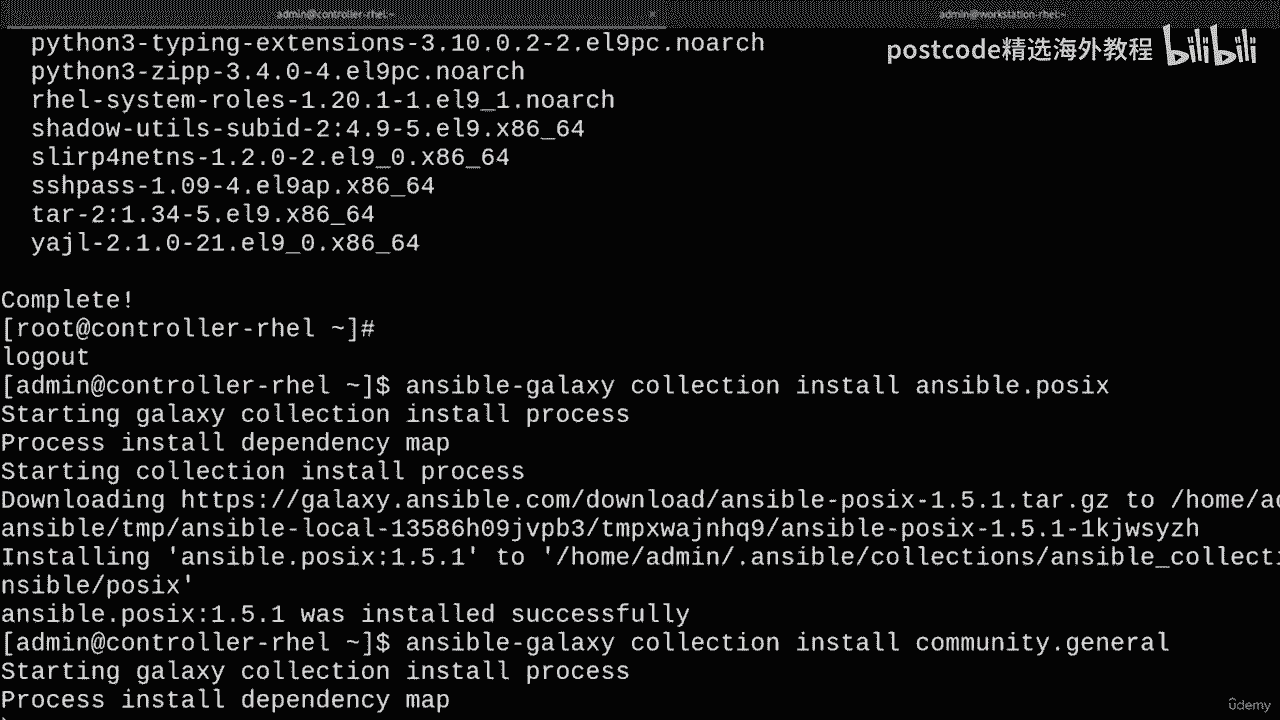 admin@controller-rhel:~ × admin@workstation-rhel:~
python3-typing-extensions-3.10.0.2-2.el9pc.noarch
postcode精选海外教程 bilibili
python3-zipp-3.4.0-4.el9pc.noarch
rhel-system-roles-1.20.1-1.el9_1.noarch
shadow-utils-subid-2:4.9-5.el9.x86_64
slirp4netns-1.2.0-2.el9_0.x86_64
sshpass-1.09-4.el9ap.x86_64
tar-2:1.34-5.el9.x86_64
yajl-2.1.0-21.el9_0.x86_64
Complete!
[root@controller-rhel ~]#
logout
[admin@controller-rhel ~]$ ansible-galaxy collection install ansible.posix
Starting galaxy collection install process
Process install dependency map
Starting collection install process
Downloading https://galaxy.ansible.com/download/ansible-posix-1.5.1.tar.gz to /home/ad
ansible/tmp/ansible-local-13586h09jvpb3/tmpxwajnhq9/ansible-posix-1.5.1-1kjwsyzh
Installing 'ansible.posix:1.5.1' to '/home/admin/.ansible/collections/ansible_collecti
nsible/posix'
ansible.posix:1.5.1 was installed successfully
[admin@controller-rhel ~]$ ansible-galaxy collection install community.general
Starting galaxy collection install process
Process install dependency map
ûdemy